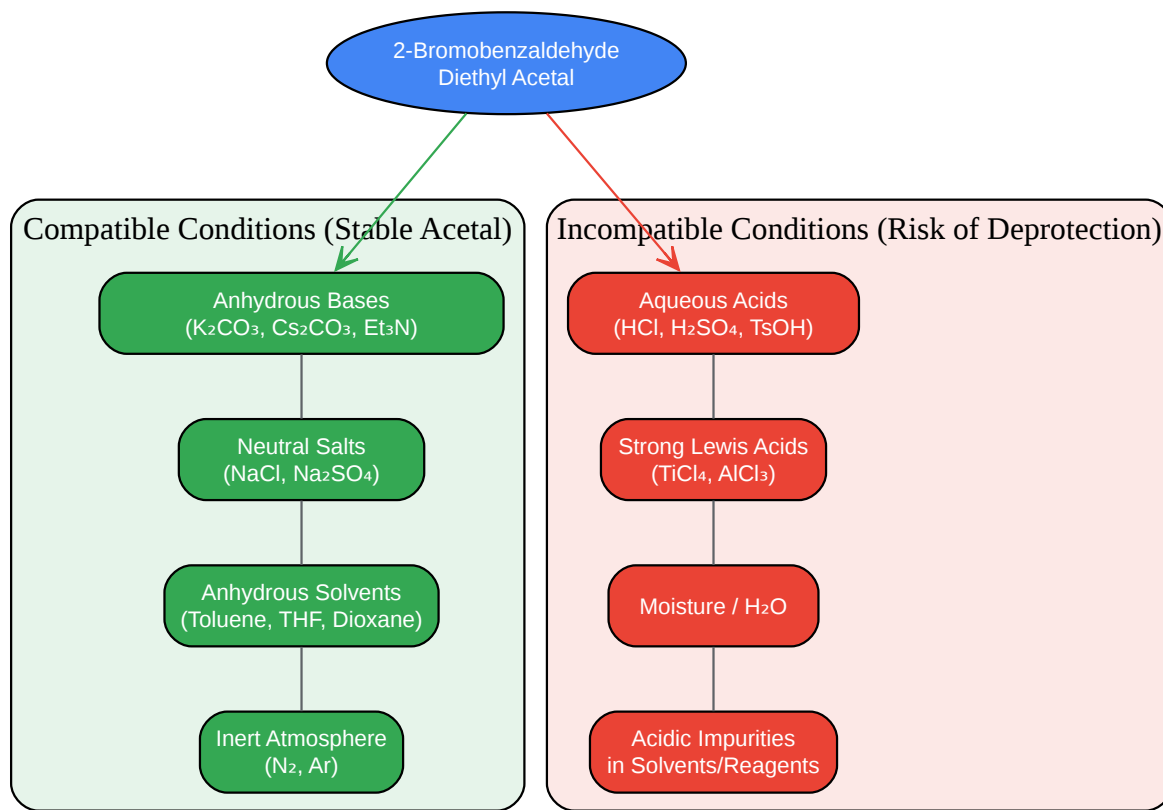 2-Bromobenzaldehyde
Diethyl Acetal
Compatible Conditions (Stable Acetal)
Anhydrous Bases
(K₂CO₃, Cs₂CO₃, Et₃N)
Neutral Salts
(NaCl, Na₂SO₄)
Anhydrous Solvents
(Toluene, THF, Dioxane)
Inert Atmosphere
(N₂, Ar)
Incompatible Conditions (Risk of Deprotection)
Aqueous Acids
(HCl, H₂SO₄, TsOH)
Strong Lewis Acids
(TiCl₄, AlCl₃)
Moisture / H₂O
Acidic Impurities
in Solvents/Reagents